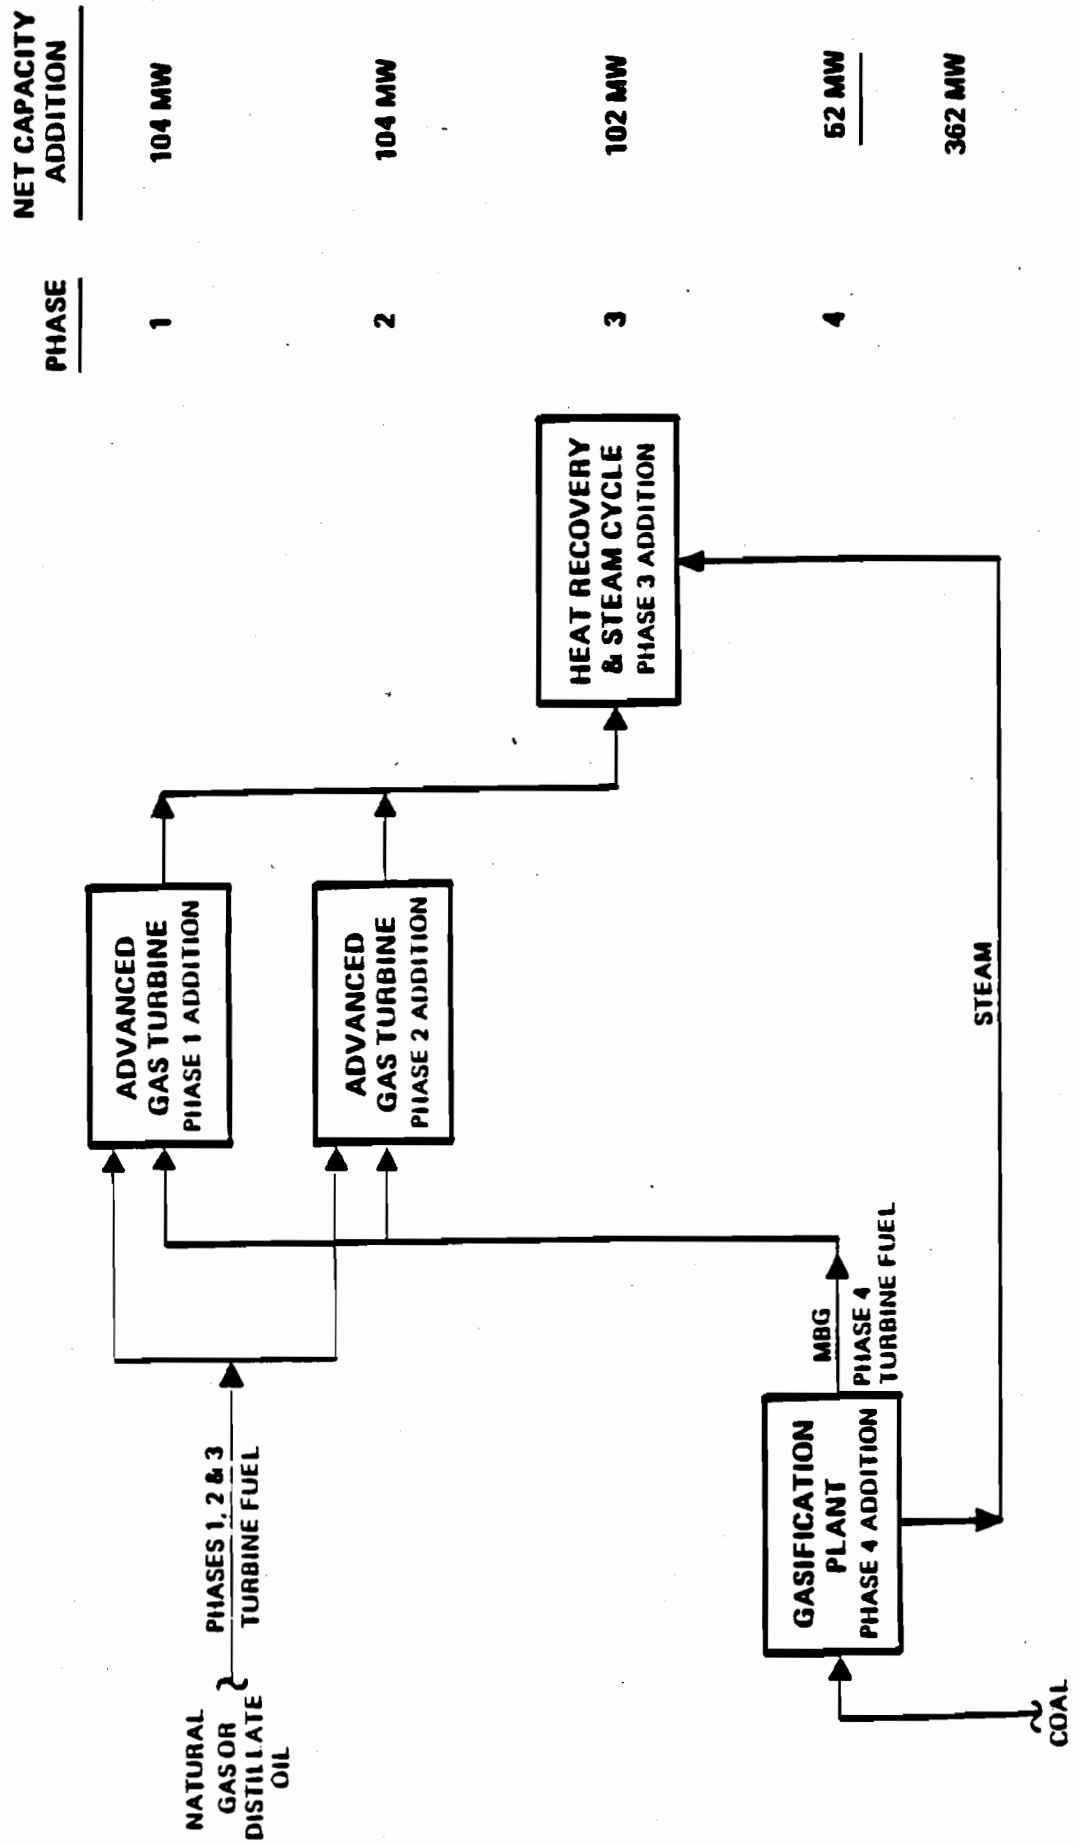 NATURAL
GAS OR
DISTILLATE
OIL
PHASES 1, 2 & 3
TURBINE FUEL
ADVANCED
GAS TURBINE
PHASE 1 ADDITION
ADVANCED
GAS TURBINE
PHASE 2 ADDITION
HEAT RECOVERY
& STEAM CYCLE
PHASE 3 ADDITION
GASIFICATION
PLANT
PHASE 4 ADDITION
MBG
PHASE 4
TURBINE FUEL
STEAM
COAL
PHASE
NET CAPACITY
ADDITION
1 104 MW
2 104 MW
3 102 MW
4 52 MW
362 MW